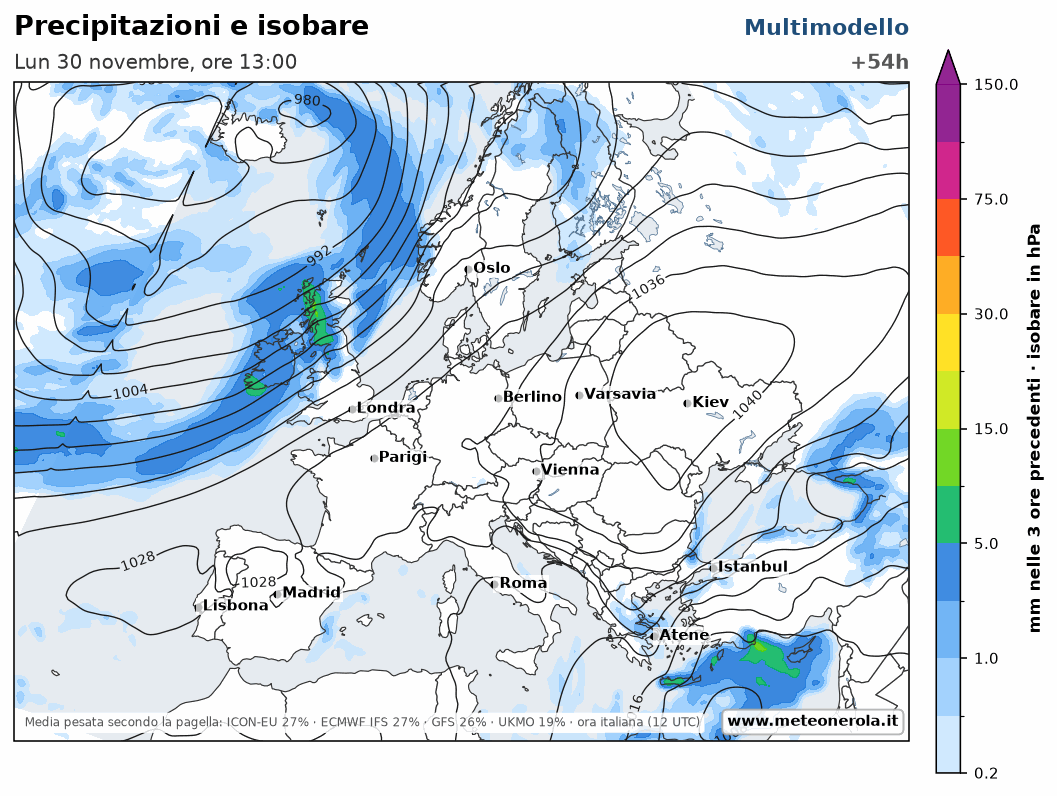 Precipitazioni e isobare
Multimodello
Lun 30 novembre, ore 13:00
+54h
980
992
1004
1036
1040
1028
1028
16
Oslo
Londra
Berlino
Varsavia
Kiev
Parigi
Vienna
Istanbul
Roma
Madrid
Lisbona
Atene
Media pesata secondo la pagella: ICON-EU 27% · ECMWF IFS 27% · GFS 26% · UKMO 19% · ora italiana (12 UTC)
www.meteonerola.it
150.0
75.0
30.0
15.0
5.0
1.0
0.2
mm nelle 3 ore precedenti · isobare in hPa